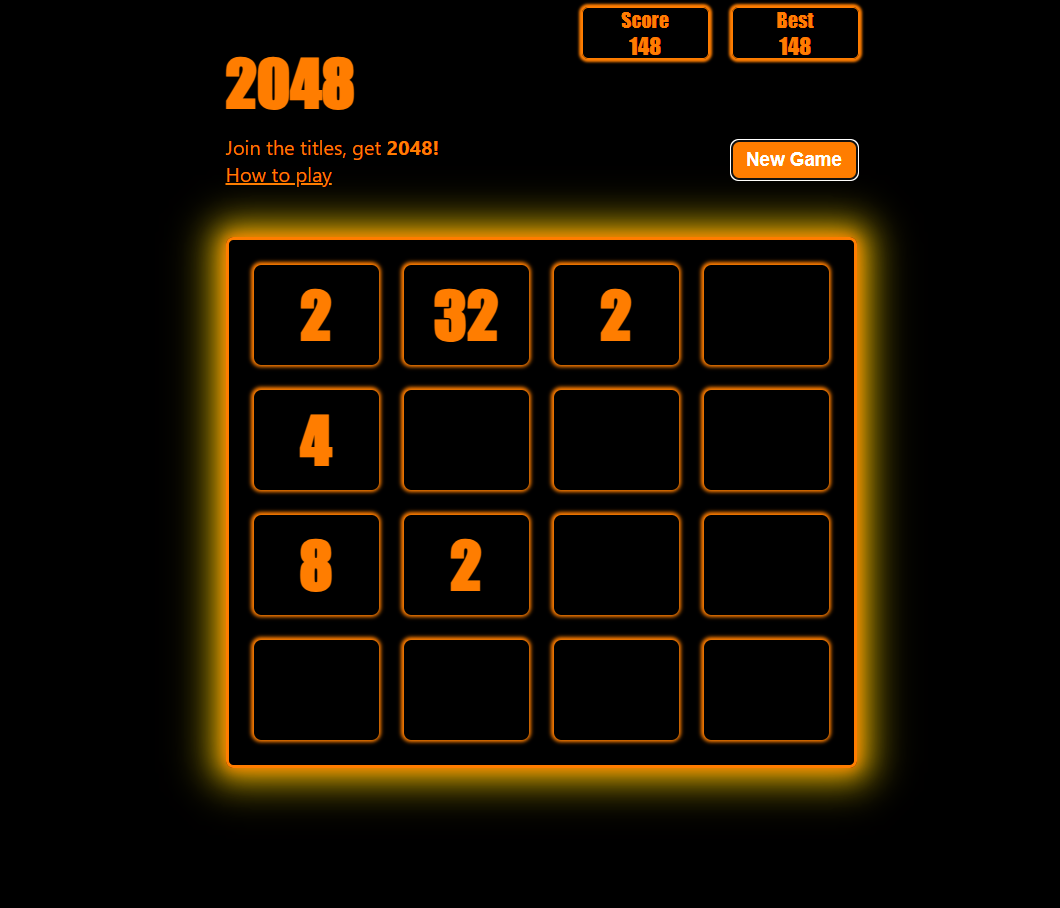 Score
148
Best
148
2048
Join the titles, get 2048!
How to play
New Game
2 32 2
4
8 2